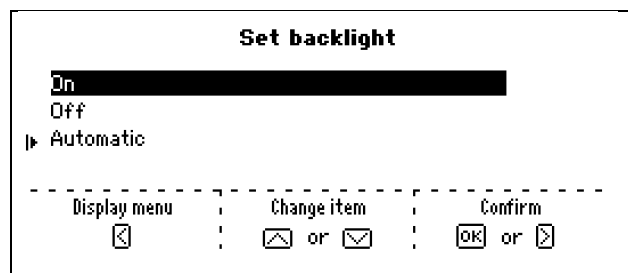 Set backlight
On
Off
Automatic
Display menu Change item Confirm
< ∧ or ∨ OK or >